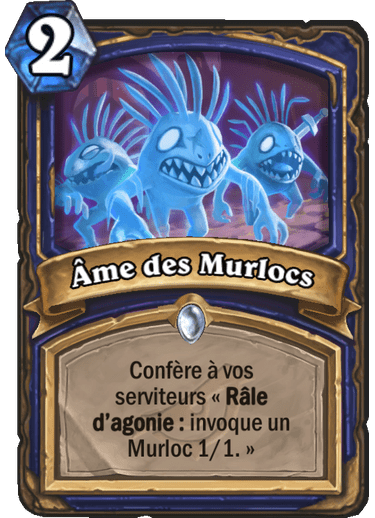 2
Âme des Murlocs
Confère à vos
serviteurs « Râle
d’agonie : invoque un
Murloc 1/1. »